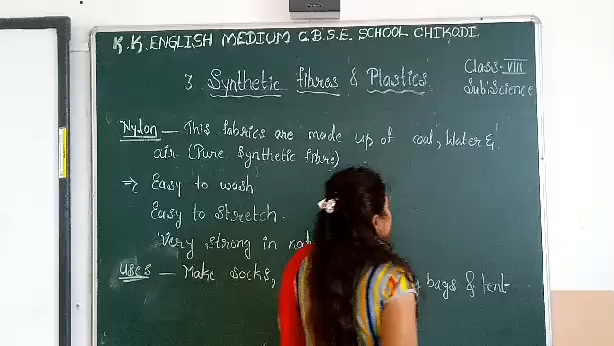 K.K. ENGLISH MEDIUM C.B.S.E. SCHOOL CHIKODI.
3 Synthetic fibres & Plastics
Class- VIII
Sub:Science
Nylon — This fabrics are made up of coal, Water &
air. (Pure Synthetic fibre)
⇒ Easy to wash
Easy to stretch.
Very strong in
Uses — Make socks, bags & tent